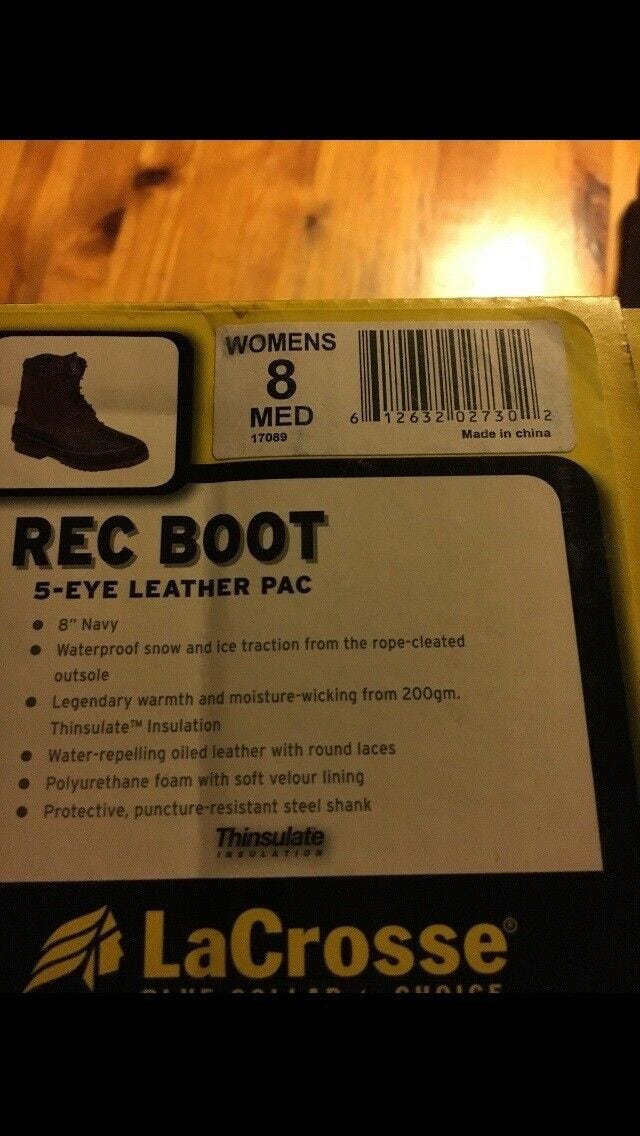 WOMENS
8
MED
17089
6 12632 02730 2
Made in china
REC BOOT
5-EYE LEATHER PAC
• 8" Navy
• Waterproof snow and ice traction from the rope-cleated
outsole
• Legendary warmth and moisture-wicking from 200gm.
Thinsulate™ Insulation
• Water-repelling oiled leather with round laces
• Polyurethane foam with soft velour lining
• Protective, puncture-resistant steel shank
Thinsulate
INSULATION
LaCrosse®
BLUE COLLAR CHOICE